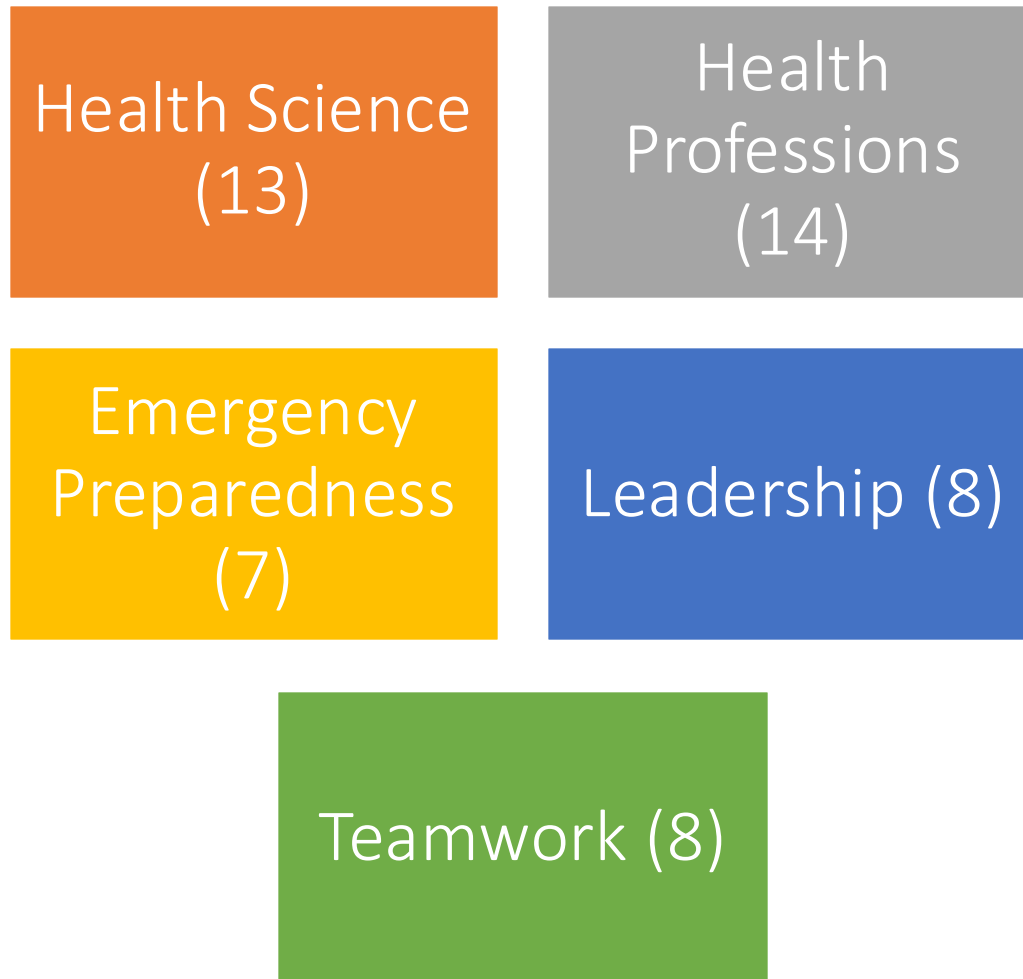 Health Science
(13)
Health
Professions
(14)
Emergency
Preparedness
(7)
Leadership (8)
Teamwork (8)